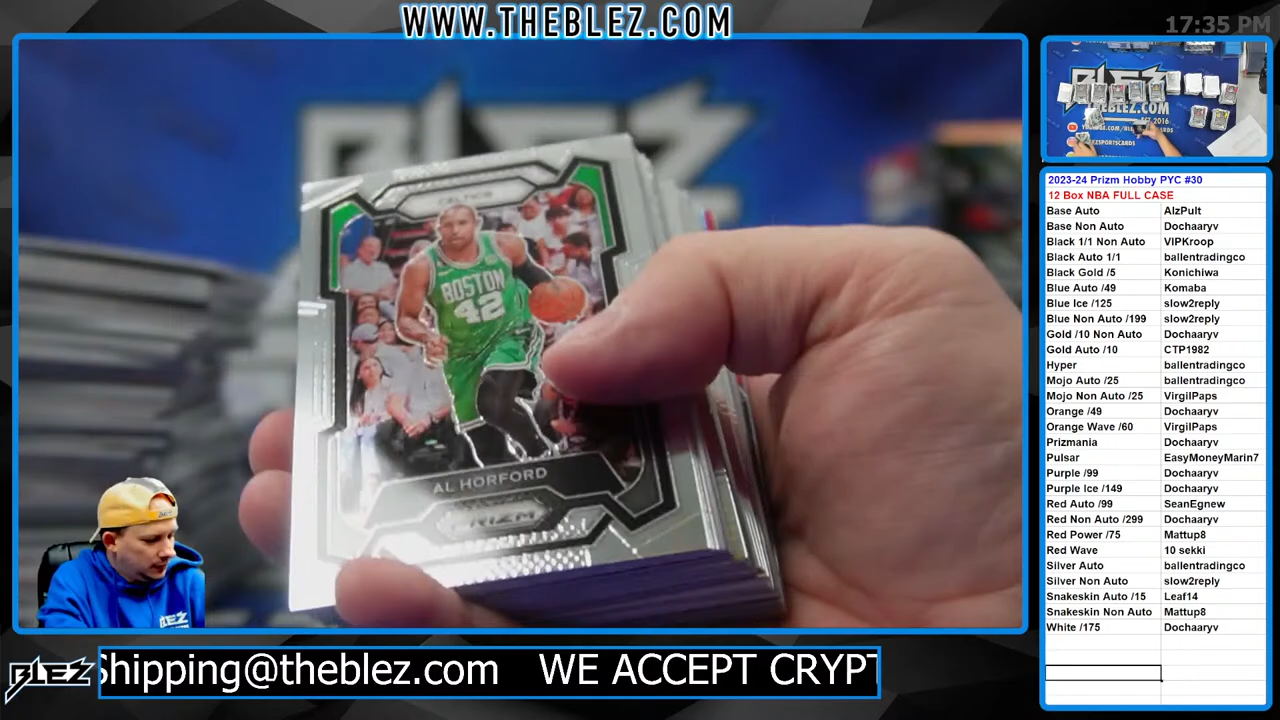 WWW.THEBLEZ.COM
17:35 PM
BLEZ
THEBLEZ.COM
BOSTON
42
AL HORFORD
PRIZM
2023-24 Prizm Hobby PYC #30
12 Box NBA FULL CASE
Base Auto AlzPult
Base Non Auto Dochaaryv
Black 1/1 Non Auto VIPKroop
Black Auto 1/1 ballentradingco
Black Gold /5 Konichiwa
Blue Auto /49 Komaba
Blue Ice /125 slow2reply
Blue Non Auto /199 slow2reply
Gold /10 Non Auto Dochaaryv
Gold Auto /10 CTP1982
Hyper ballentradingco
Mojo Auto /25 ballentradingco
Mojo Non Auto /25 VirgilPaps
Orange /49 Dochaaryv
Orange Wave /60 VirgilPaps
Prizmania Dochaaryv
Pulsar EasyMoneyMarin7
Purple /99 Dochaaryv
Purple Ice /149 Dochaaryv
Red Auto /99 SeanEgnew
Red Non Auto /299 Dochaaryv
Red Power /75 Mattup8
Red Wave 10 sekki
Silver Auto ballentradingco
Silver Non Auto slow2reply
Snakeskin Auto /15 Leaf14
Snakeskin Non Auto Mattup8
White /175 Dochaaryv
BLEZ
BLEZ
Shipping@theblez.com WE ACCEPT CRYPT